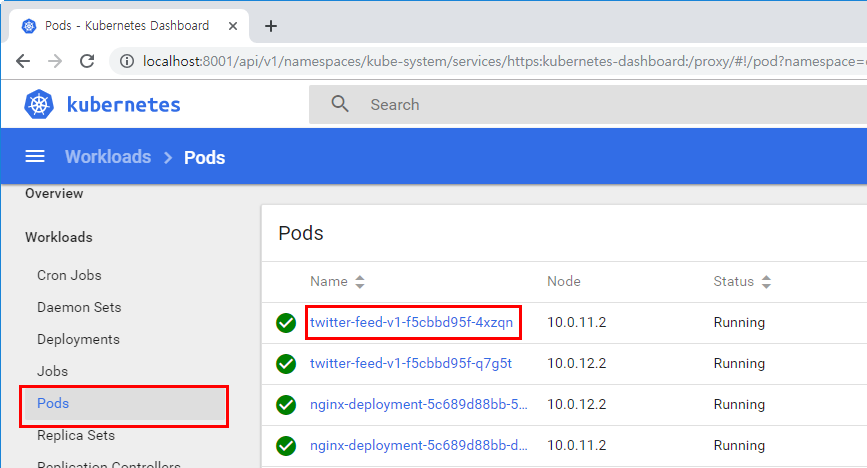 Pods - Kubernetes Dashboard
localhost:8001/api/v1/namespaces/kube-system/services/https:kubernetes-dashboard:/proxy/#!/pod?namespace=
kubernetes
Search
Workloads > Pods
Overview
Workloads
Cron Jobs
Daemon Sets
Deployments
Jobs
Pods
Replica Sets
Replication Controllers
Pods
Name Node Status
twitter-feed-v1-f5cbbd95f-4xzqn 10.0.11.2 Running
twitter-feed-v1-f5cbbd95f-q7g5t 10.0.12.2 Running
nginx-deployment-5c689d88bb-5... 10.0.12.2 Running
nginx-deployment-5c689d88bb-d... 10.0.11.2 Running